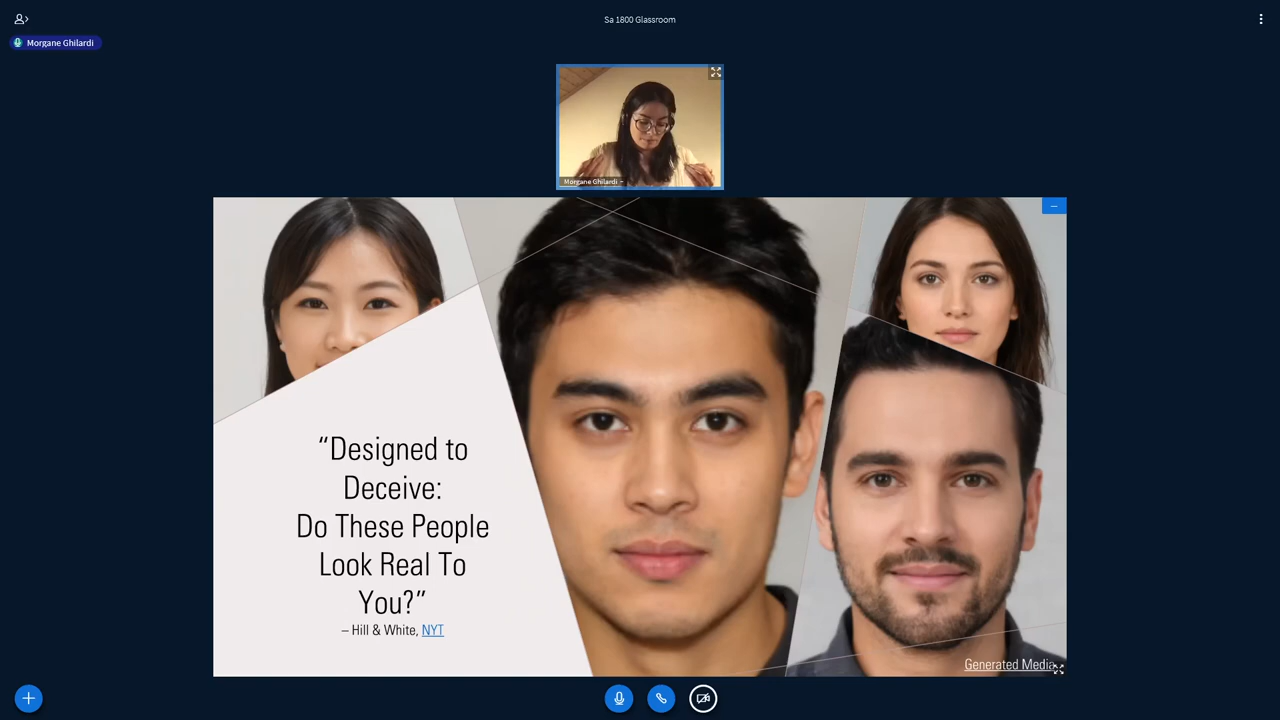 Sa 1800 Glassroom
Morgane Ghilardi
Morgane Ghilardi
“Designed to
Deceive:
Do These People
Look Real To
You?”
– Hill & White, NYT
Generated Media